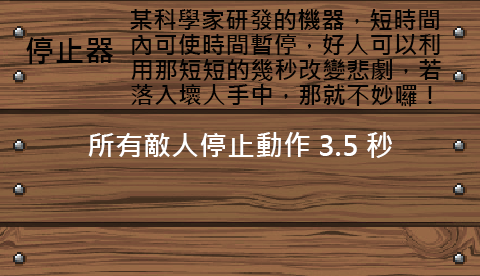 停止器
某科學家研發的機器，短時間
內可使時間暫停，好人可以利
用那短短的幾秒改變悲劇，若
落入壞人手中，那就不妙囉！
所有敵人停止動作 3.5 秒